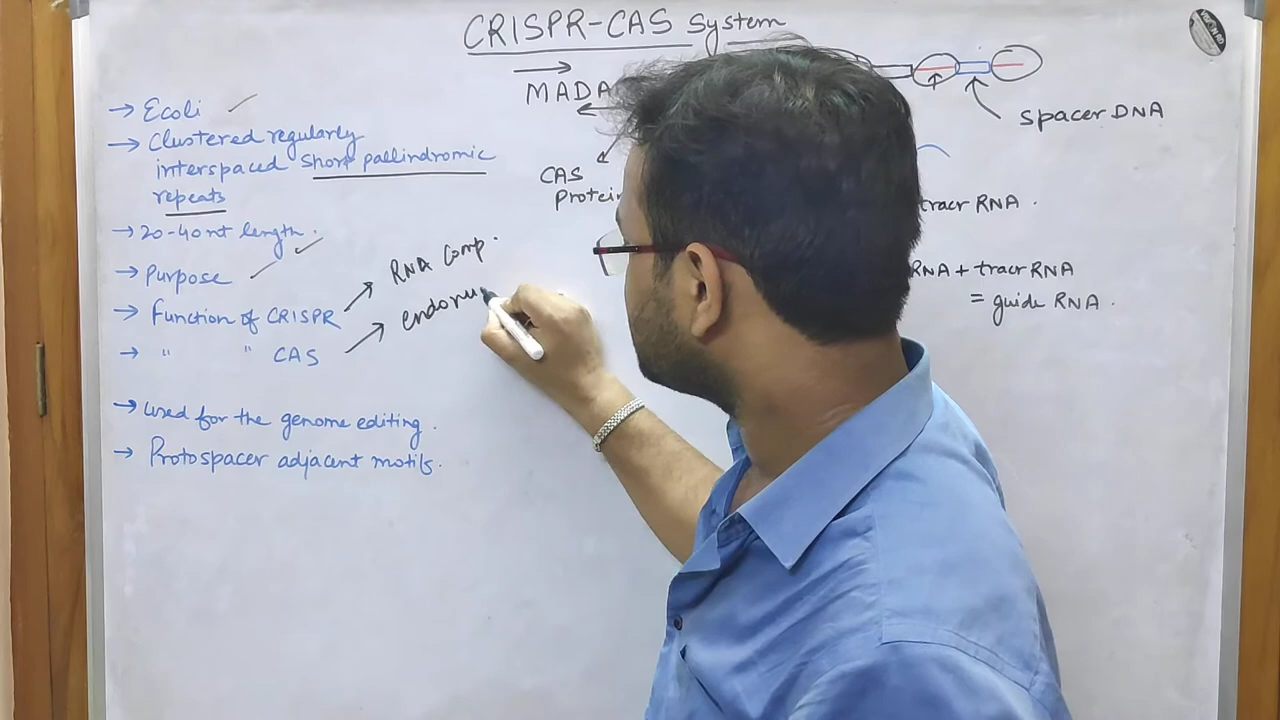 CRISPR-CAS System
MADA
spacer DNA
CAS
Protein
tracr RNA .
RNA + tracr RNA
= guide RNA .
→ Ecoli
→ Clustered regularly
interspaced Short pallindromic
repeats
→ 20-40 nt length .
→ Purpose
→ Function of CRISPR → RNA Comp .
→ " " CAS → endonu
→ used for the genome editing .
→ Protospacer adjacent motifs .